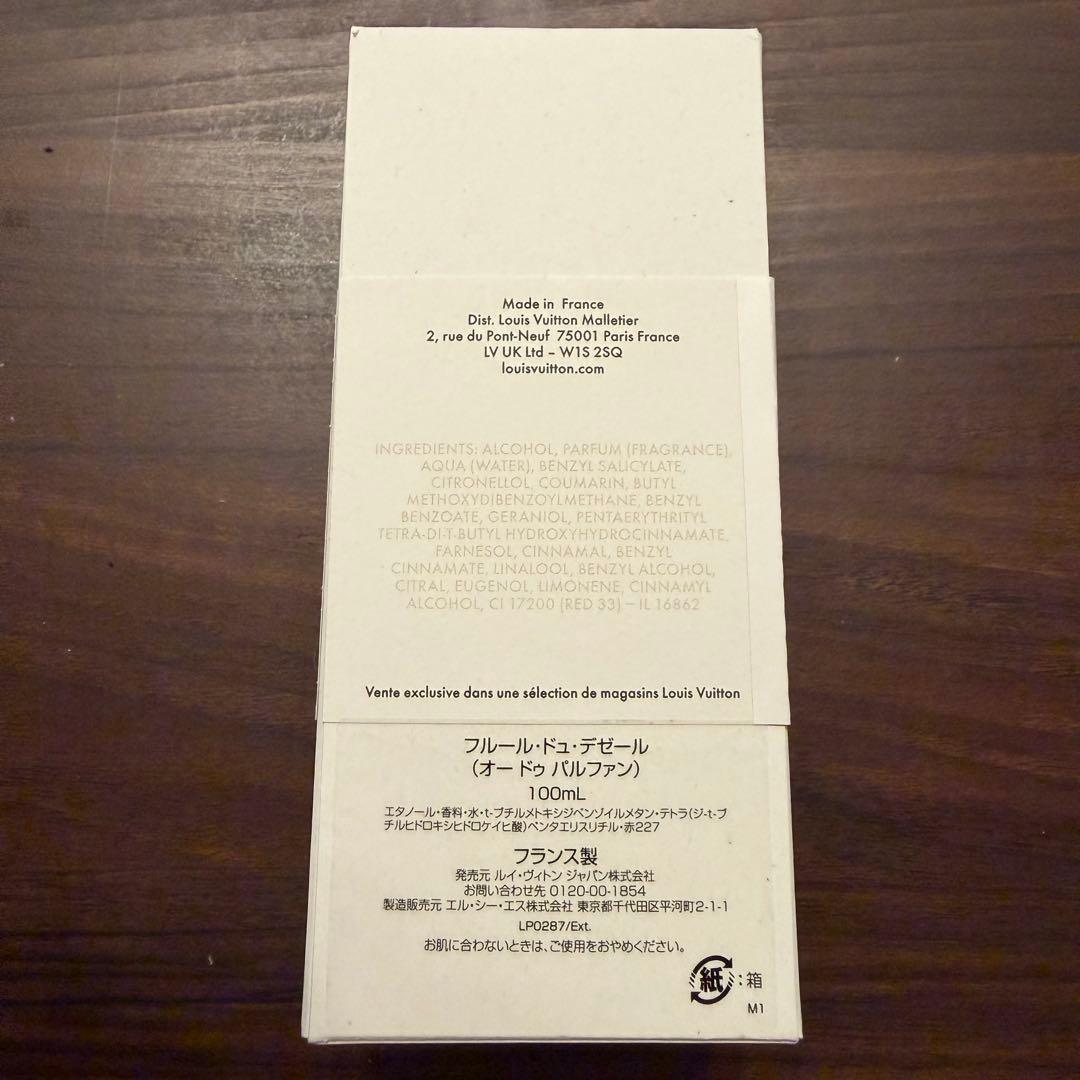 Made in France
Dist. Louis Vuitton Malletier
2, rue du Pont-Neuf 75001 Paris France
LV UK Ltd – W1S 2SQ
louisvuitton.com
INGREDIENTS: ALCOHOL, PARFUM (FRAGRANCE),
AQUA (WATER), BENZYL SALICYLATE,
CITRONELLOL, COUMARIN, BUTYL
METHOXYDIBENZOYLMETHANE, BENZYL
BENZOATE, GERANIOL, PENTAERYTHRITYL
TETRA-DI-T-BUTYL HYDROXYHYDROCINNAMATE,
FARNESOL, CINNAMAL, BENZYL
CINNAMATE, LINALOOL, BENZYL ALCOHOL,
CITRAL, EUGENOL, LIMONENE, CINNAMYL
ALCOHOL, CI 17200 (RED 33) – IL 16862
Vente exclusive dans une sélection de magasins Louis Vuitton
フルール・ドュ・デゼール
（オー ドゥ パルファン）
100mL
エタノール・香料・水・t-ブチルメトキシジベンゾイルメタン・テトラ（ジ-t-ブ
チルヒドロキシヒドロケイヒ酸）ペンタエリスリチル・赤227
フランス製
発売元 ルイ・ヴィトン ジャパン株式会社
お問い合わせ先 0120-00-1854
製造販売元 エル・シー・エス株式会社 東京都千代田区平河町2-1-1
LP0287/Ext.
お肌に合わないときは、ご使用をおやめください。
紙：箱
M1